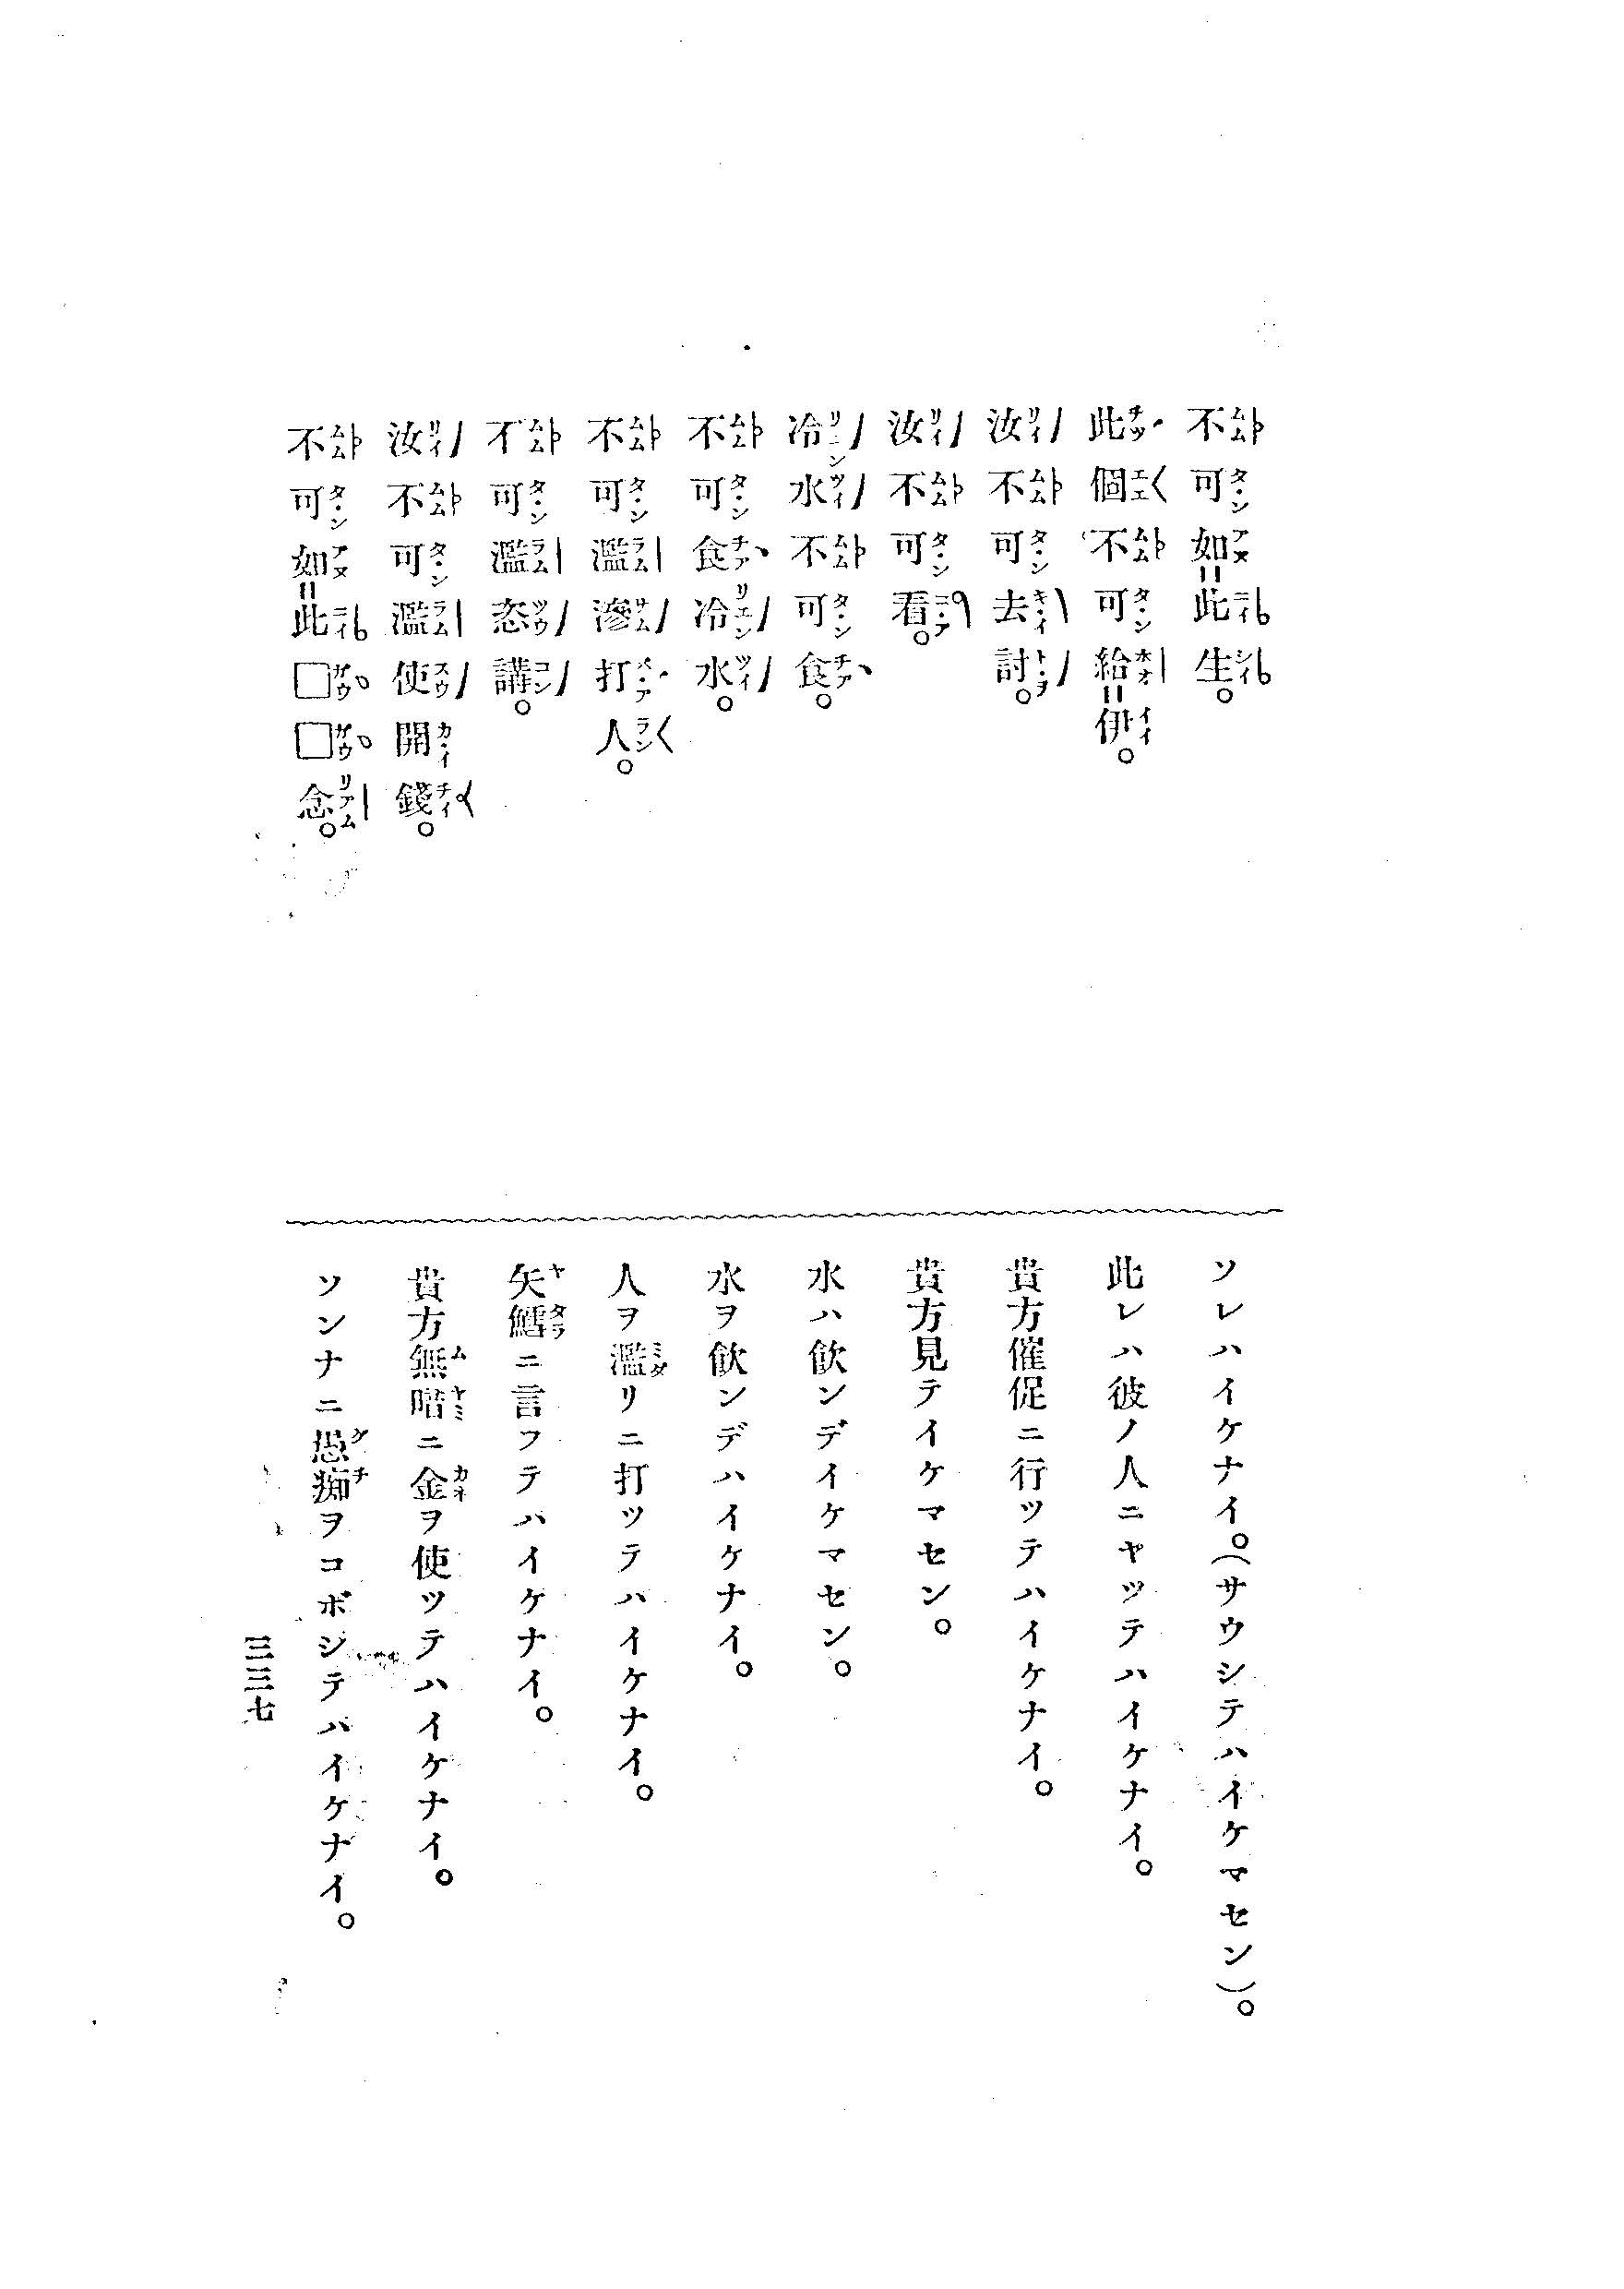 不可如此生。
此個不可給伊。
汝不可去討。
汝不可看。
冷水不可食。
不可食冷水。
不可濫滲打人。
不可濫恣講。
汝不可濫使開錢。
不可如此□□念。
ソレハイケナイ。(サウシテハイケマセン)。
此レハ彼ノ人ニヤッテハイケナイ。
貴方催促ニ行ッテハイケナイ。
貴方見テイケマセン。
水ハ飮ンデイケマセン。
水ヲ飮ンデハイケナイ。
人ヲ濫リニ打ッテハイケナイ。
矢鱈ニ言フテハイケナイ。
貴方無暗ニ金ヲ使ッテハイケナイ。
ソンナニ愚痴ヲコボシテハイケナイ。
三三七